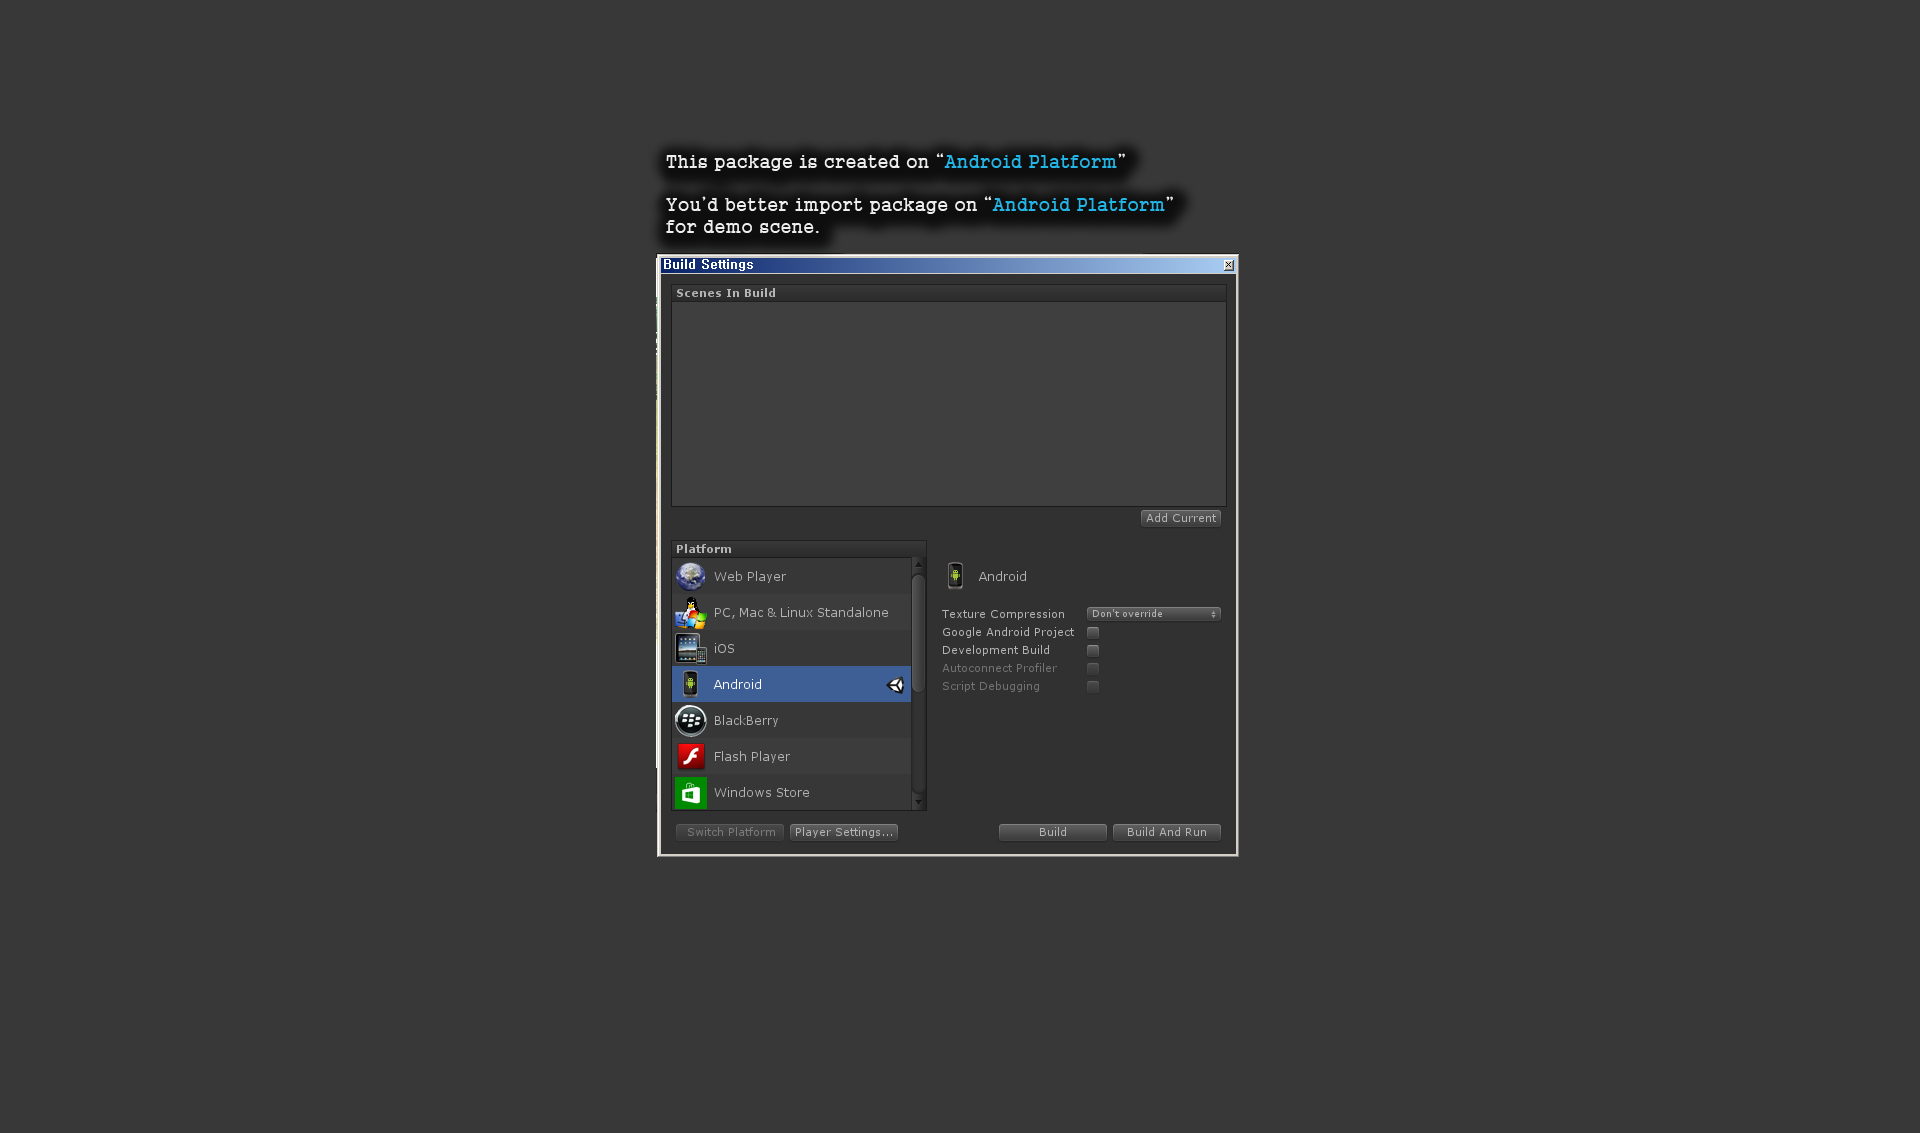 This package is created on “Android Platform”
You’d better import package on “Android Platform”
for demo scene.
Build Settings
Scenes In Build
Add Current
Platform
Web Player
PC, Mac & Linux Standalone
iOS
Android
BlackBerry
Flash Player
Windows Store
Android
Texture Compression Don't override
Google Android Project
Development Build
Autoconnect Profiler
Script Debugging
Switch Platform Player Settings... Build Build And Run